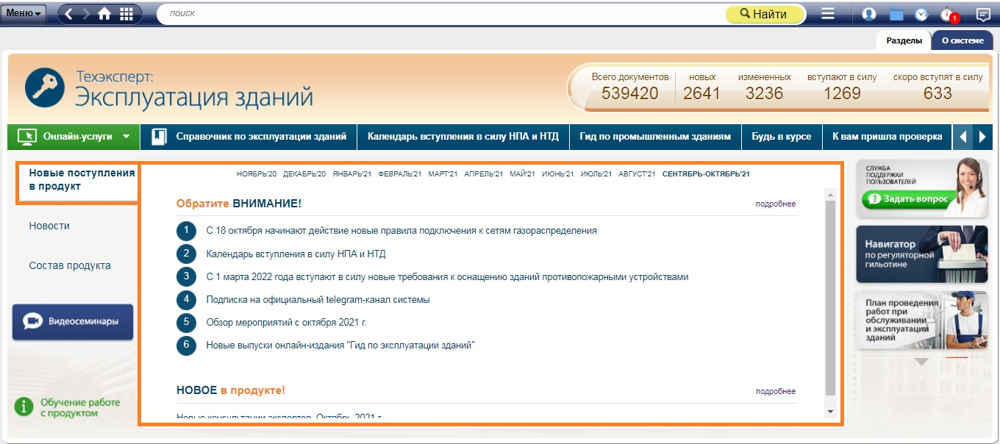 Меню
поиск
Найти
1
Разделы
О системе
Техэксперт:
Эксплуатация зданий
Всего документов
539420
новых
2641
измененных
3236
вступают в силу
1269
скоро вступят в силу
633
Онлайн-услуги
Справочник по эксплуатации зданий
Календарь вступления в силу НПА и НТД
Гид по промышленным зданиям
Будь в курсе
К вам пришла проверка
Новые поступления
в продукт
Новости
Состав продукта
Видеосеминары
Обучение работе
с продуктом
НОЯБРЬ'20 ДЕКАБРЬ'20 ЯНВАРЬ'21 ФЕВРАЛЬ'21 МАРТ'21 АПРЕЛЬ'21 МАЙ'21 ИЮНЬ'21 ИЮЛЬ'21 АВГУСТ'21 СЕНТЯБРЬ-ОКТЯБРЬ'21
Обратите ВНИМАНИЕ!
подробнее
1 С 18 октября начинают действие новые правила подключения к сетям газораспределения
2 Календарь вступления в силу НПА и НТД
3 С 1 марта 2022 года вступают в силу новые требования к оснащению зданий противопожарными устройствами
4 Подписка на официальный telegram-канал системы
5 Обзор мероприятий с октября 2021 г.
6 Новые выпуски онлайн-издания "Гид по эксплуатации зданий"
НОВОЕ в продукте!
подробнее
Новые консультации экспертов. Октябрь 2021 г.
СЛУЖБА
ПОДДЕРЖКИ
ПОЛЬЗОВАТЕЛЕЙ
? Задать вопрос
Навигатор
по регуляторной
гильотине
План проведения
работ при
обслуживании
и эксплуатации
зданий